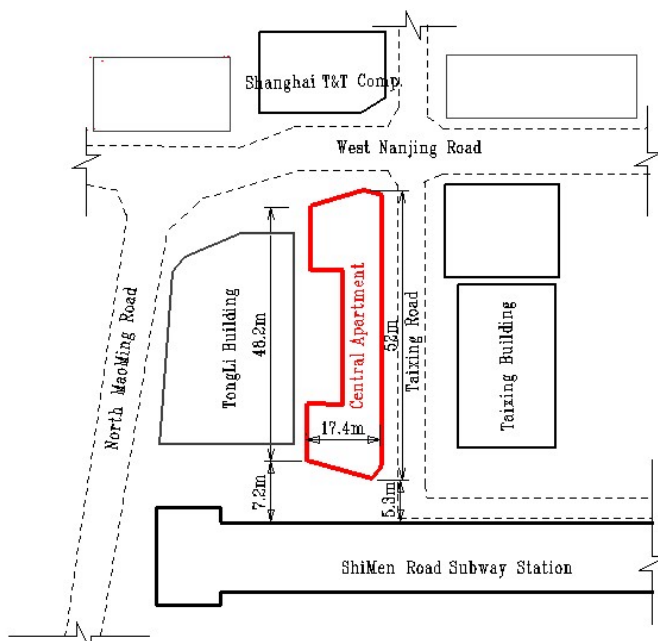 Shanghai T&T Comp.
West Nanjing Road
North MaoMing Road
TongLi Building
48.2m
Central Apartment
52m
Taixing Road
Taixing Building
17.4m
7.2m
5.3m
ShiMen Road Subway Station